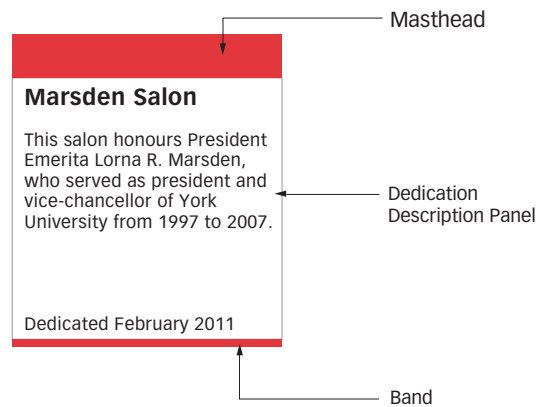 Masthead
Marsden Salon
This salon honours President
Emerita Lorna R. Marsden,
who served as president and
vice-chancellor of York
University from 1997 to 2007.
Dedication
Description Panel
Dedicated February 2011
Band